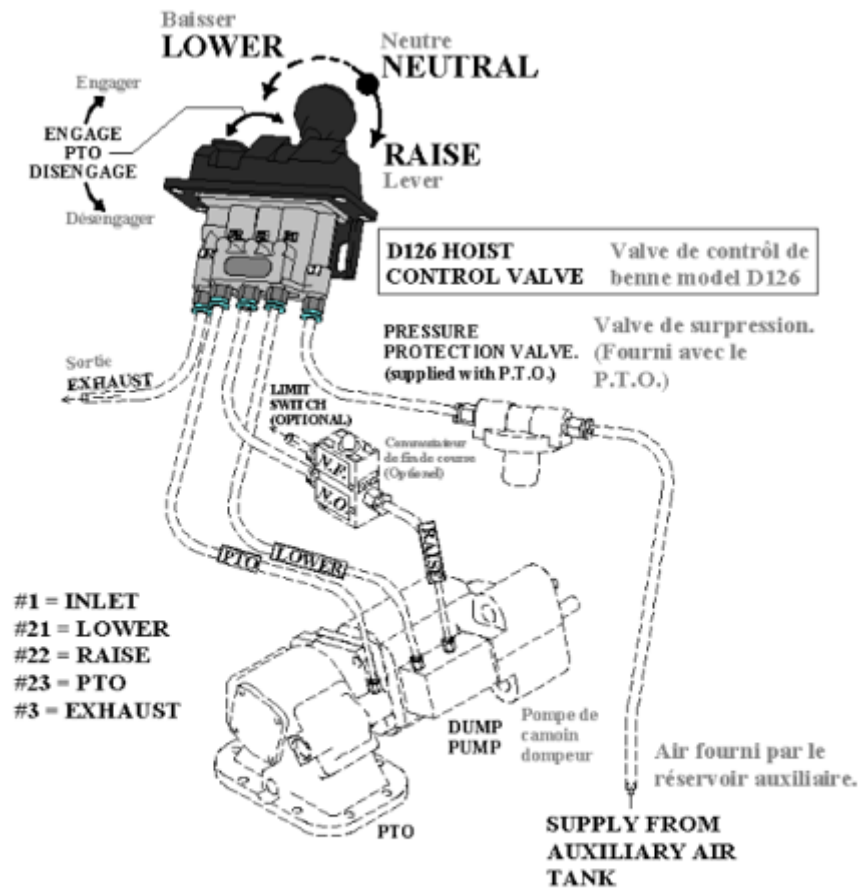 Baisser
LOWER
Neutre
NEUTRAL
Engager
ENGAGE
PTO
DISENGAGE
Désengager
RAISE
Lever
D126 HOIST
CONTROL VALVE
Valve de contrôl de
benne model D126
PRESSURE
PROTECTION VALVE.
(supplied with P.T.O.)
Valve de surpression.
(Fourni avec le
P.T.O.)
Sortie
EXHAUST
LIMIT
SWITCH
(OPTIONAL)
Commutateur
de fin de course
(Optionel)
N.F.
N.O.
PTO
LOWER
RAISE
#1 = INLET
#21 = LOWER
#22 = RAISE
#23 = PTO
#3 = EXHAUST
DUMP
PUMP
Pompe de
camoin
dompeur
PTO
Air fourni par le
réservoir auxiliaire.
SUPPLY FROM
AUXILIARY AIR
TANK